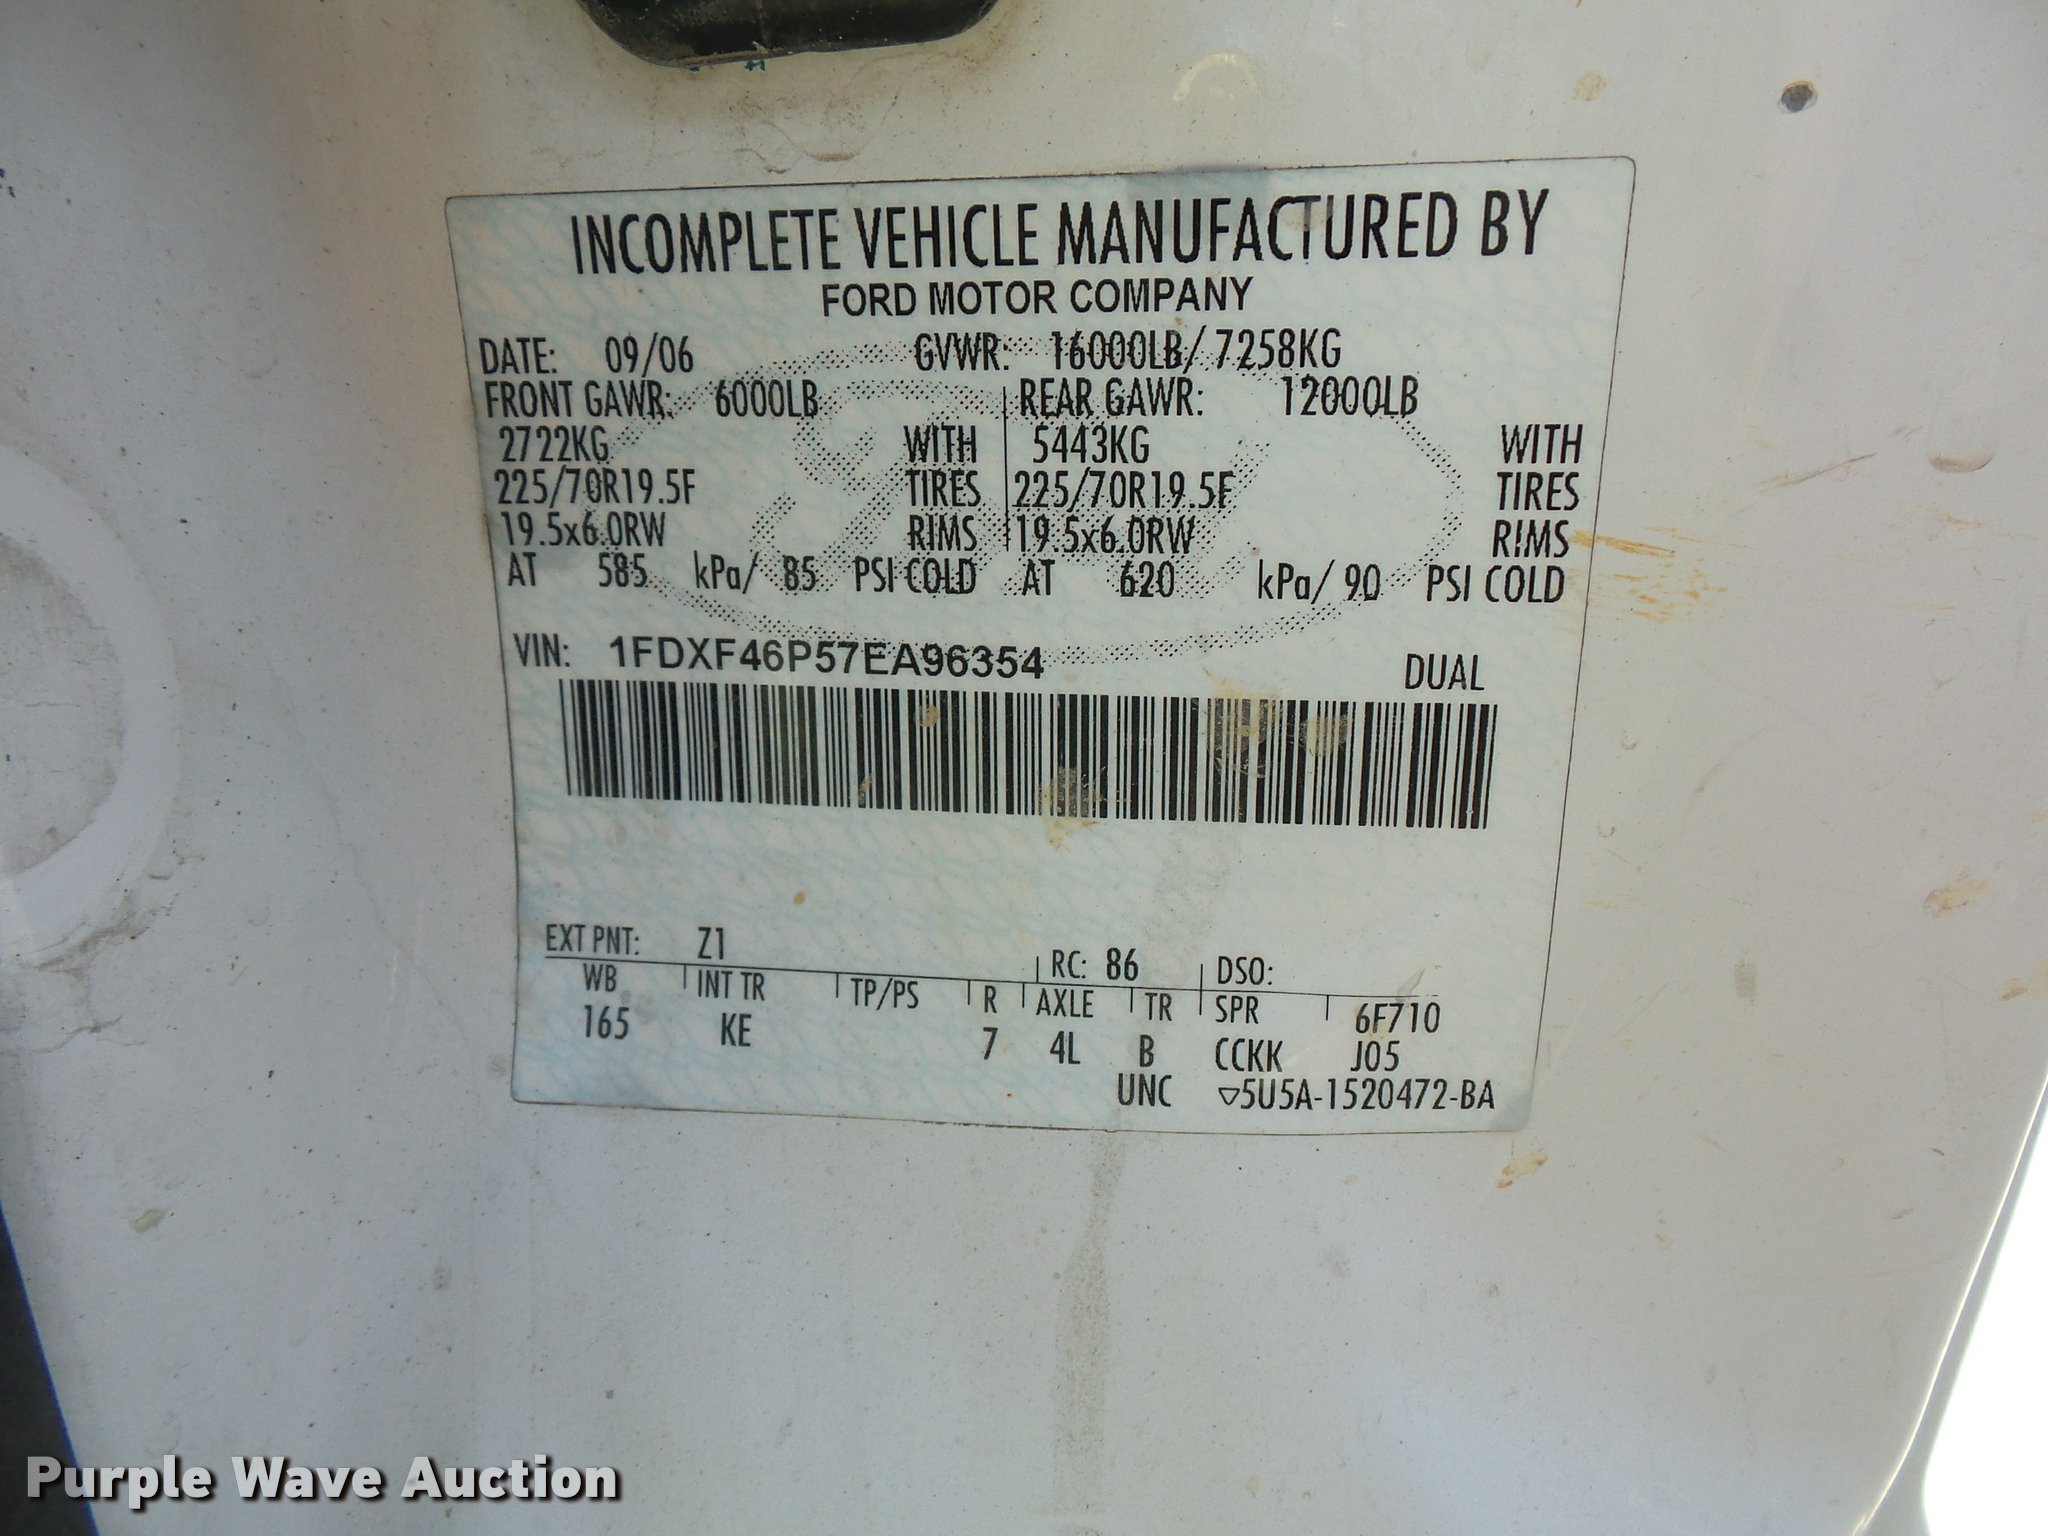 INCOMPLETE VEHICLE MANUFACTURED BY
FORD MOTOR COMPANY
DATE: 09/06 GVWR: 16000LB/ 7258KG
FRONT GAWR: 6000LB REAR GAWR: 12000LB
2722KG WITH 5443KG WITH
225/70R19.5F TIRES 225/70R19.5F TIRES
19.5x6.0RW RIMS 19.5x6.0RW RIMS
AT 585 kPa/ 85 PSI COLD AT 620 kPa/ 90 PSI COLD
VIN: 1FDXF46P57EA96354 DUAL
EXT PNT: Z1 RC: 86 DSO:
WB INT TR TP/PS R AXLE TR SPR 6F710
165 KE 7 4L B CCKK J05
UNC ▽5U5A-1520472-BA
Purple Wave Auction